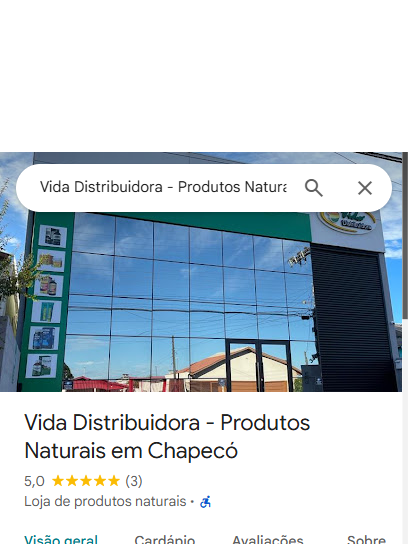 Vida Distribuidora - Produtos Natura
Vida Distribuidora - Produtos
Naturais em Chapecó
5,0 (3)
Loja de produtos naturais ·
Visão geral Cardápio Avaliações Sobre